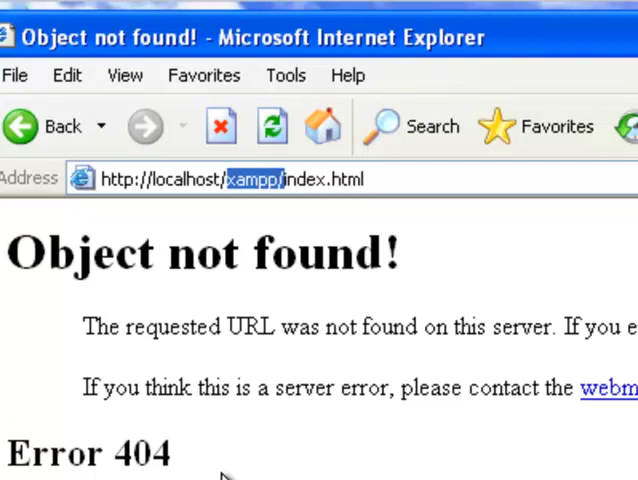 Object not found! - Microsoft Internet Explorer
File Edit View Favorites Tools Help
Back Search Favorites
Address http://localhost/xampp/index.html
Object not found!
The requested URL was not found on this server. If you e
If you think this is a server error, please contact the webm
Error 404